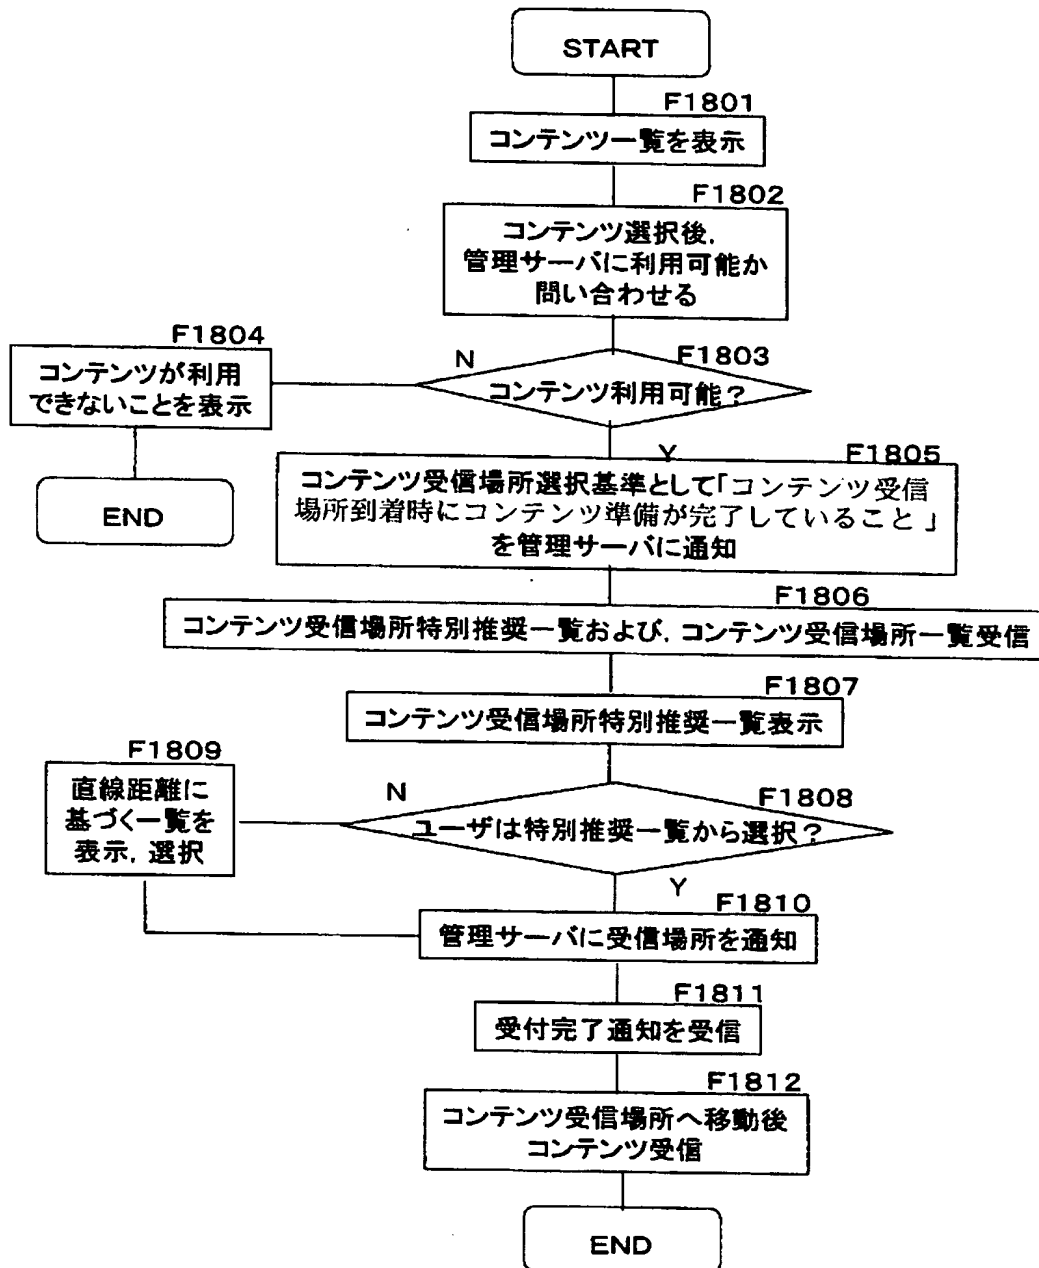 START
F1801
コンテンツ一覧を表示
F1802
コンテンツ選択後,
管理サーバに利用可能か
問い合わせる
F1803
コンテンツ利用可能?
N
F1804
コンテンツが利用
できないことを表示
END
Y
F1805
コンテンツ受信場所選択基準として「コンテンツ受信
場所到着時にコンテンツ準備が完了していること」
を管理サーバに通知
F1806
コンテンツ受信場所特別推奨一覧および,コンテンツ受信場所一覧受信
F1807
コンテンツ受信場所特別推奨一覧表示
F1808
ユーザは特別推奨一覧から選択?
N
F1809
直線距離に
基づく一覧を
表示,選択
Y
F1810
管理サーバに受信場所を通知
F1811
受付完了通知を受信
F1812
コンテンツ受信場所へ移動後
コンテンツ受信
END